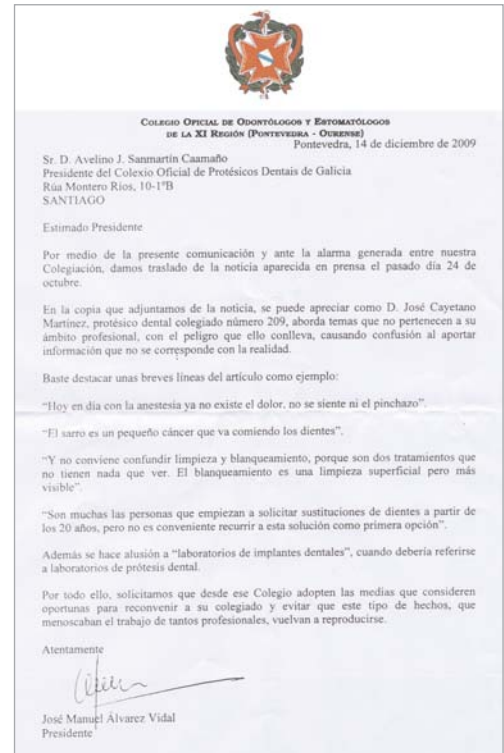 COLEGIO OFICIAL DE ODONTÓLOGOS Y ESTOMATÓLOGOS
DE LA XI REGIÓN (PONTEVEDRA - OURENSE)
Pontevedra, 14 de diciembre de 2009
Sr. D. Avelino J. Sanmartín Caamaño
Presidente del Colexio Oficial de Protésicos Dentais de Galicia
Rúa Montero Ríos, 10-1ºB
SANTIAGO
Estimado Presidente
Por medio de la presente comunicación y ante la alarma generada entre nuestra
Colegiación, damos traslado de la noticia aparecida en prensa el pasado día 24 de
octubre.
En la copia que adjuntamos de la noticia, se puede apreciar como D. José Cayetano
Martínez, protésico dental colegiado número 209, aborda temas que no pertenecen a su
ámbito profesional, con el peligro que ello conlleva, causando confusión al aportar
información que no se corresponde con la realidad.
Baste destacar unas breves líneas del artículo como ejemplo:
“Hoy en día con la anestesia ya no existe el dolor, no se siente ni el pinchazo”.
“El sarro es un pequeño cáncer que va comiendo los dientes”.
“Y no conviene confundir limpieza y blanqueamiento, porque son dos tratamientos que
no tienen nada que ver. El blanqueamiento es una limpieza superficial pero más
visible”.
“Son muchas las personas que empiezan a solicitar sustituciones de dientes a partir de
los 20 años, pero no es conveniente recurrir a esta solución como primera opción”.
Además se hace alusión a “laboratorios de implantes dentales”, cuando debería referirse
a laboratorios de prótesis dental.
Por todo ello, solicitamos que desde ese Colegio adopten las medias que consideren
oportunas para reconvenir a su colegiado y evitar que este tipo de hechos, que
menoscaban el trabajo de tantos profesionales, vuelvan a reproducirse.
Atentamente
José Manuel Álvarez Vidal
Presidente